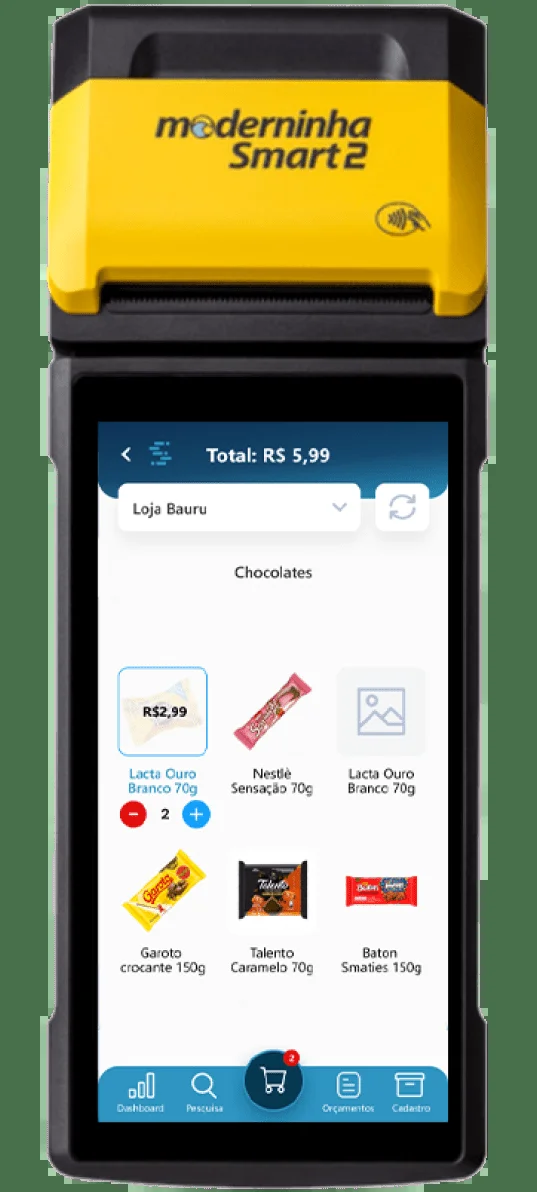 moderninha
Smart 2
Total: R$ 5,99
Loja Bauru
Chocolates
R$2,99
Lacta Ouro
Branco 70g
Nestlè
Sensação 70g
Lacta Ouro
Branco 70g
2
Garoto
Talento
Baton
Garoto
crocante 150g
Talento
Caramelo 70g
Baton
Smaties 150g
2
Dashboard
Pesquisa
Orçamentos
Cadastro